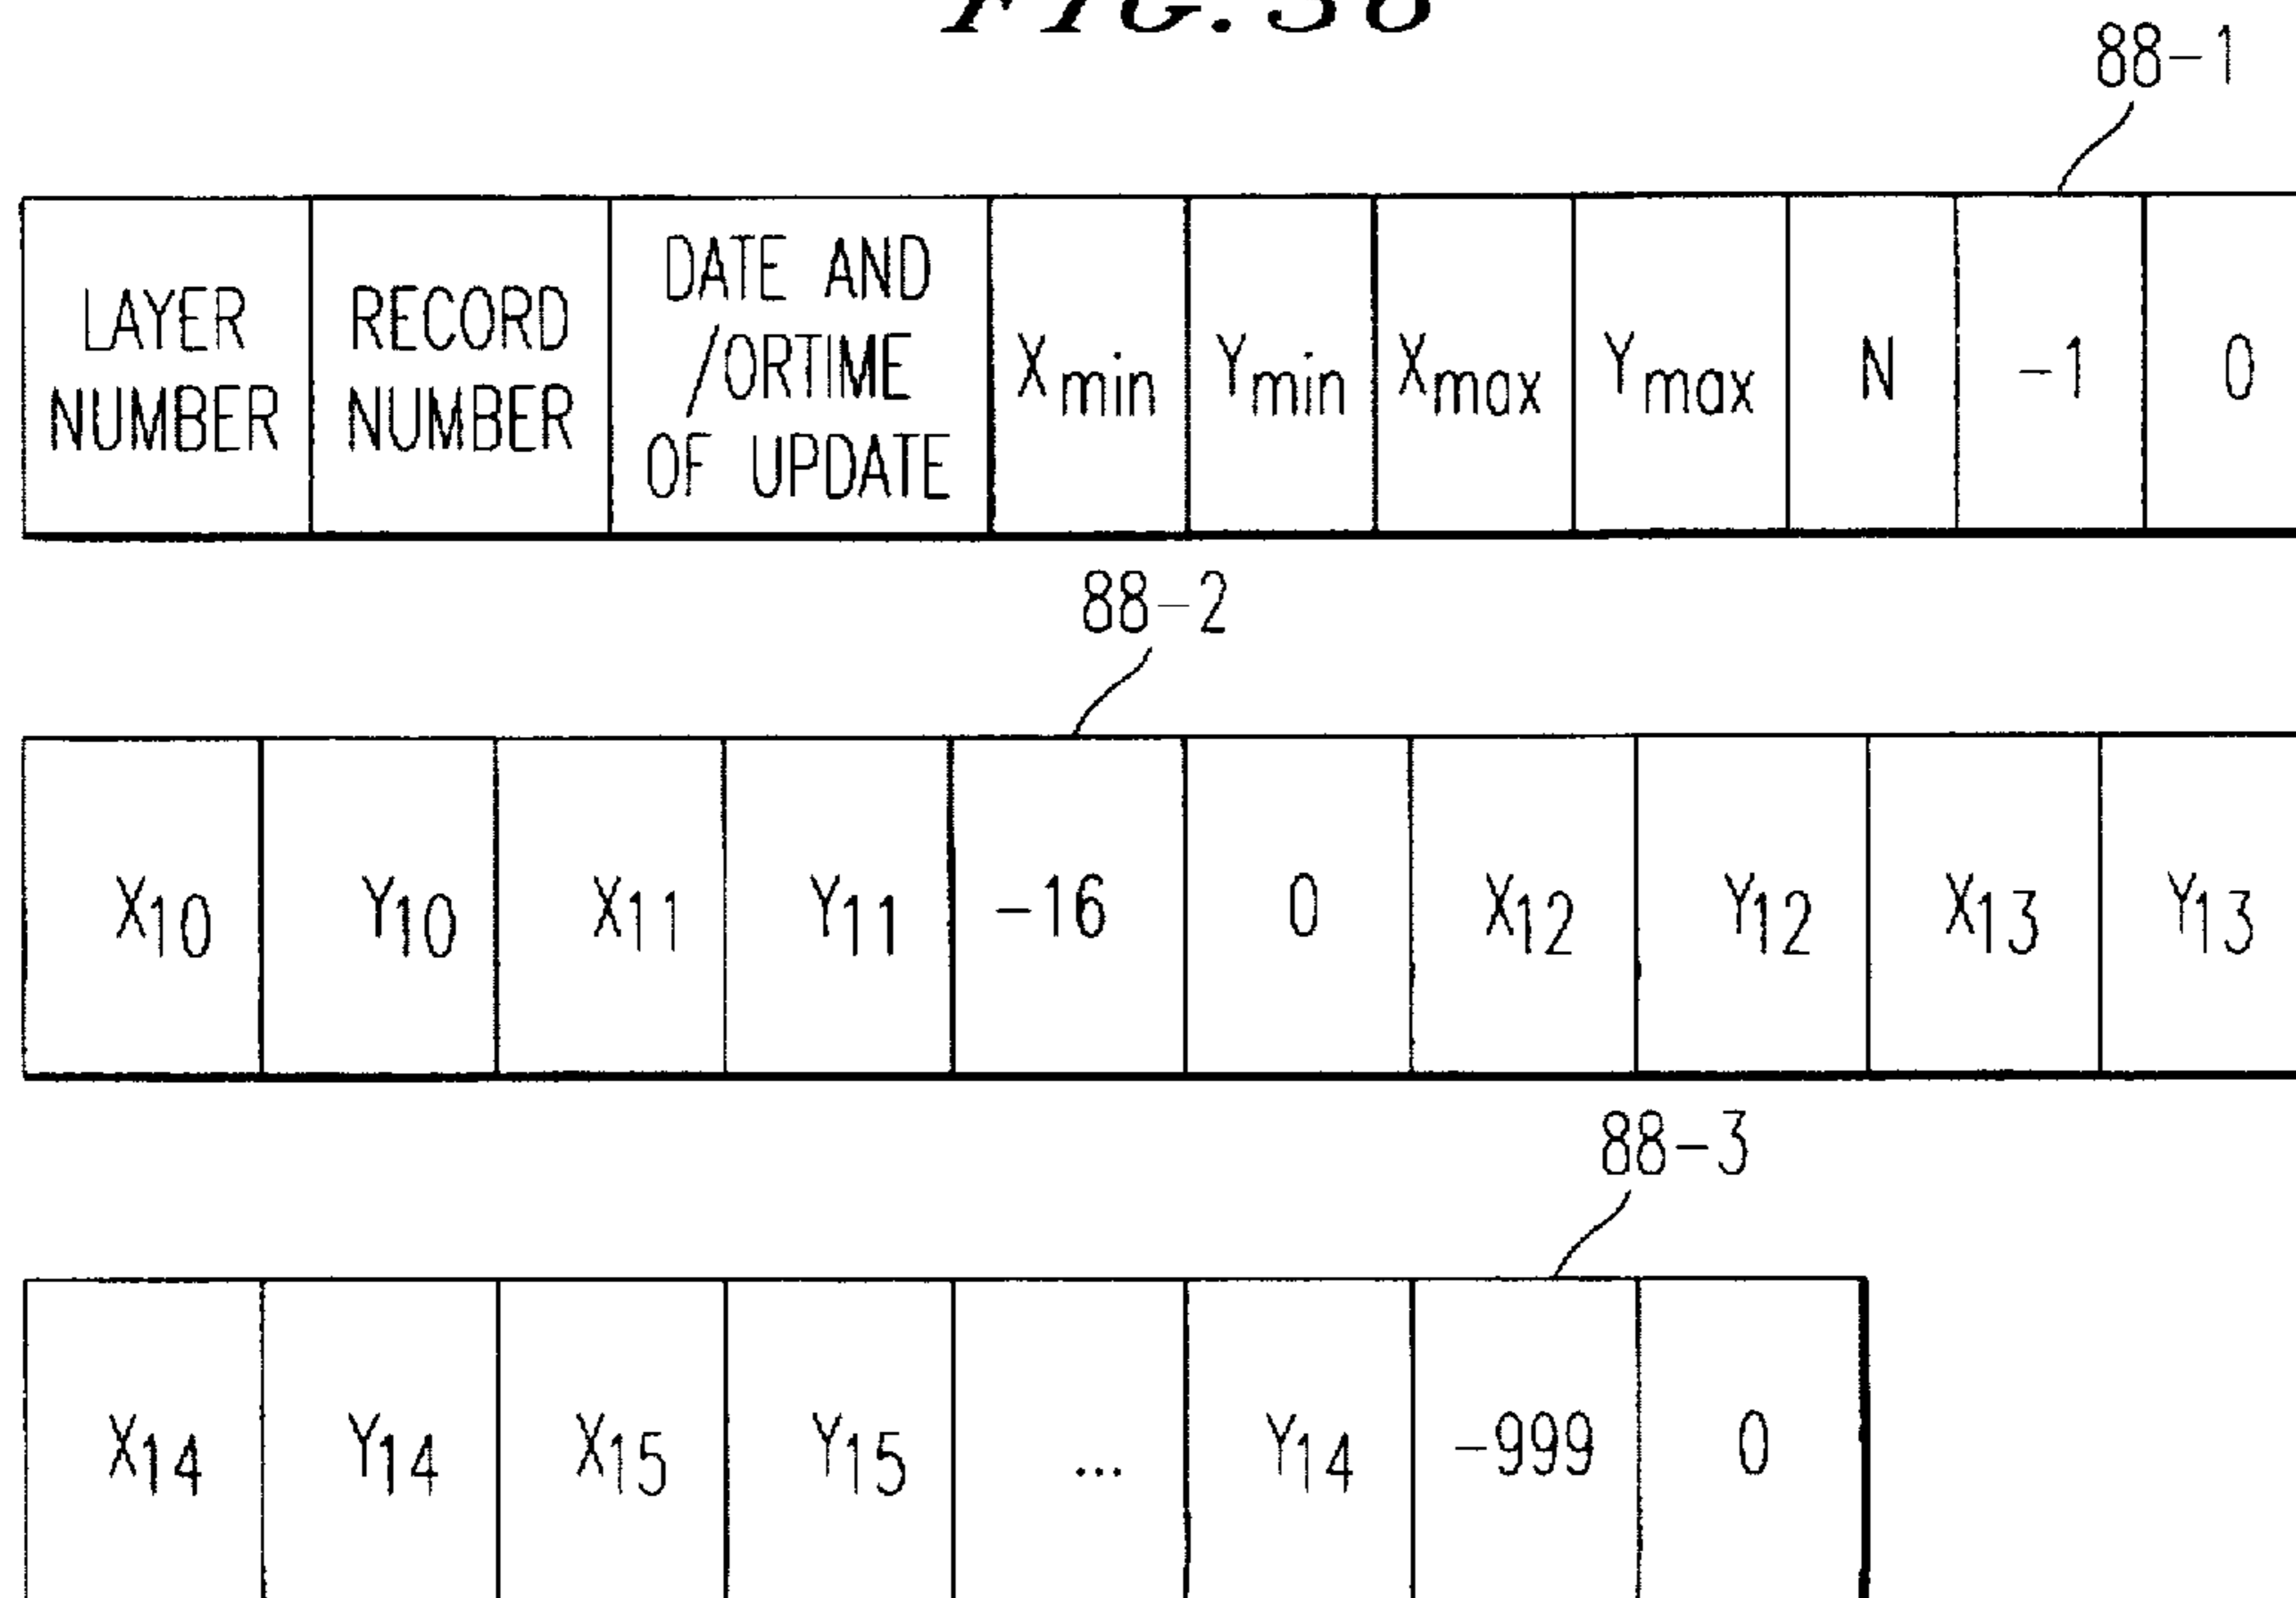 FIG.
88-1
LAYER
NUMBER
RECORD
NUMBER
DATE AND
/ORTIME
OF UPDATE
Xmin
Ymin
Xmax
Ymax
N
-1
0
88-2
X10
Y10
X11
Y11
-16
0
X12
Y12
X13
Y13
88-3
X14
Y14
X15
Y15
...
Y14
-999
0